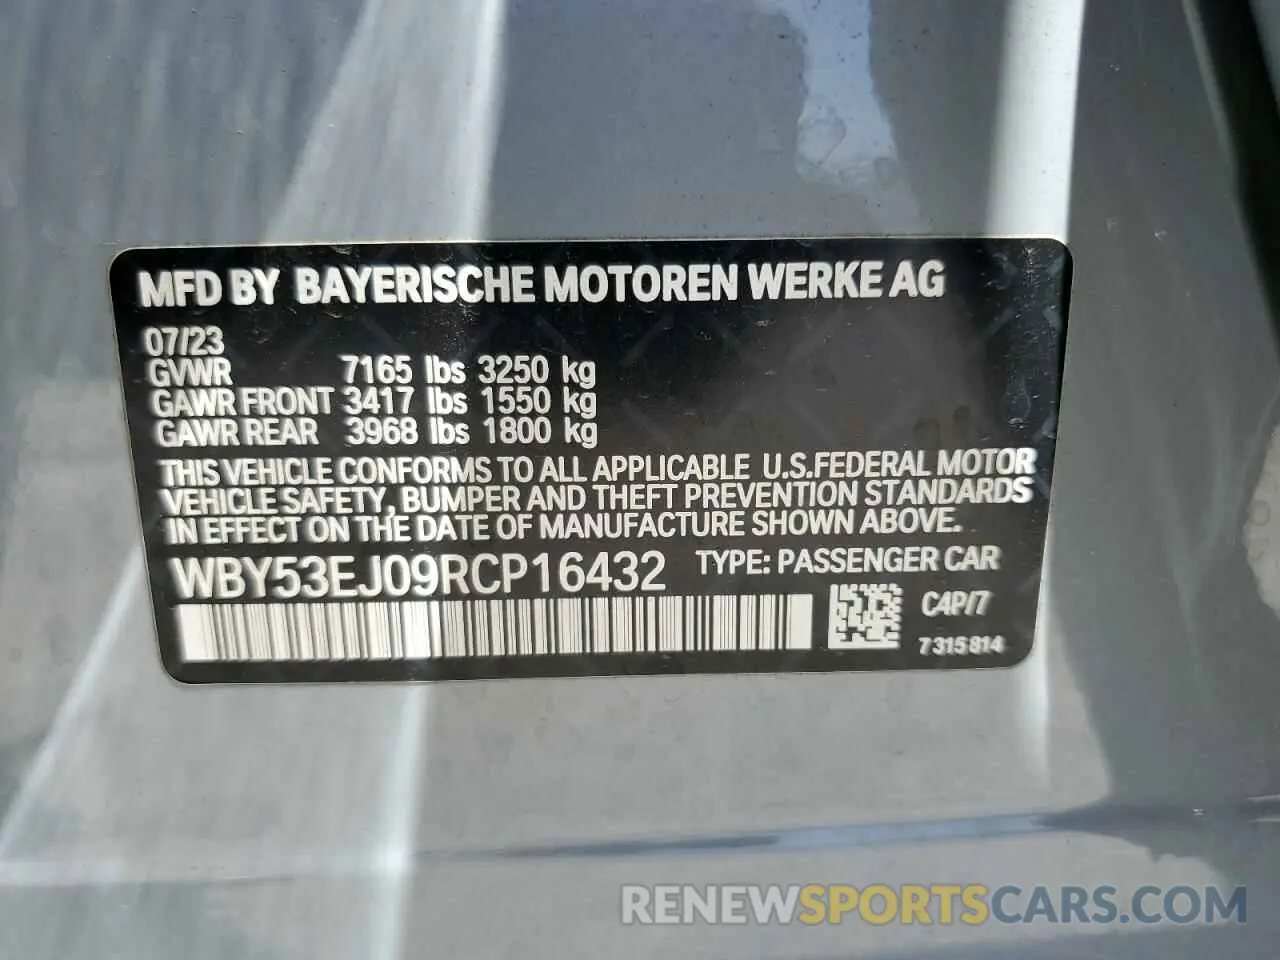 MFD BY BAYERISCHE MOTOREN WERKE AG
07/23
GVWR 7165 lbs 3250 kg
GAWR FRONT 3417 lbs 1550 kg
GAWR REAR 3968 lbs 1800 kg
THIS VEHICLE CONFORMS TO ALL APPLICABLE U.S.FEDERAL MOTOR
VEHICLE SAFETY, BUMPER AND THEFT PREVENTION STANDARDS
IN EFFECT ON THE DATE OF MANUFACTURE SHOWN ABOVE.
WBY53EJ09RCP16432 TYPE: PASSENGER CAR
C4P/7
7315814
RENEWSPORTSCARS.COM